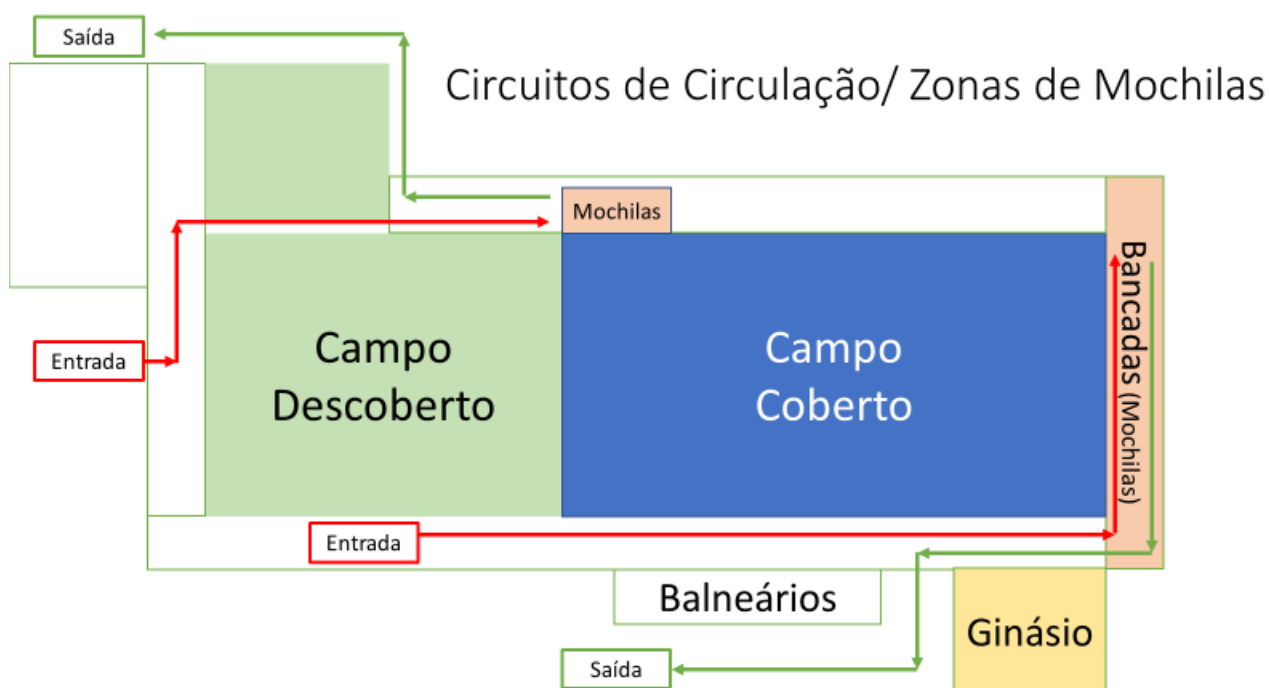 Saída
Circuitos de Circulação/ Zonas de Mochilas
Mochilas
Entrada
Campo
Descoberto
Campo
Coberto
Bancadas (Mochilas)
Entrada
Balneários
Ginásio
Saída